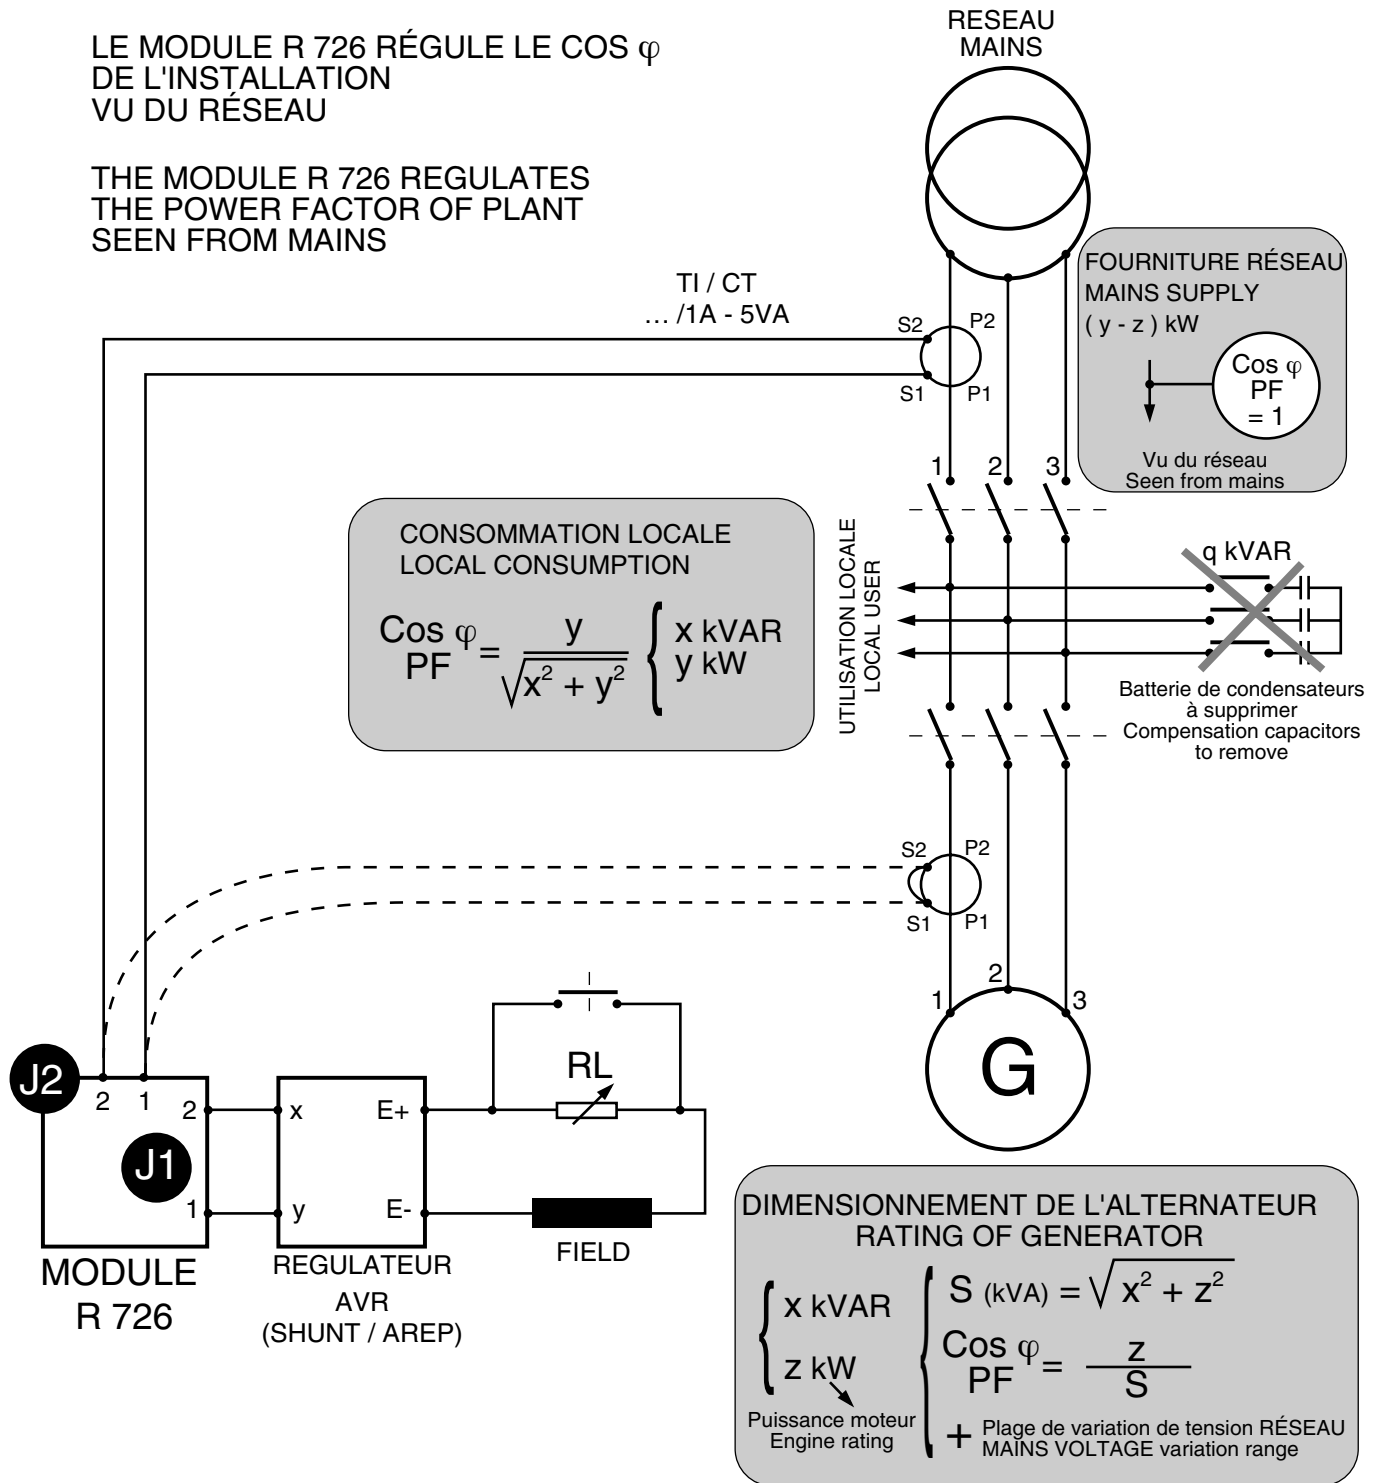 LE MODULE R 726 RÉGULE LE COS φ
DE L'INSTALLATION
VU DU RÉSEAU
THE MODULE R 726 REGULATES
THE POWER FACTOR OF PLANT
SEEN FROM MAINS
RESEAU
MAINS
TI / CT
... /1A - 5VA
S2
P2
S1
P1
FOURNITURE RÉSEAU
MAINS SUPPLY
( y - z ) kW
Cos φ
PF
= 1
Vu du réseau
Seen from mains
1 2 3
CONSOMMATION LOCALE
LOCAL CONSUMPTION
Cos φ
PF
= y / √x² + y²
x kVAR
y kW
UTILISATION LOCALE
LOCAL USER
q kVAR
Batterie de condensateurs
à supprimer
Compensation capacitors
to remove
S2
P2
S1
P1
1 2 3
G
J2
2 1 2
J1
1
MODULE
R 726
x E+
y E-
REGULATEUR
AVR
(SHUNT / AREP)
RL
FIELD
DIMENSIONNEMENT DE L'ALTERNATEUR
RATING OF GENERATOR
x kVAR
z kW
Puissance moteur
Engine rating
S (kVA) = √x² + z²
Cos φ
PF
= z / S
+ Plage de variation de tension RÉSEAU
MAINS VOLTAGE variation range